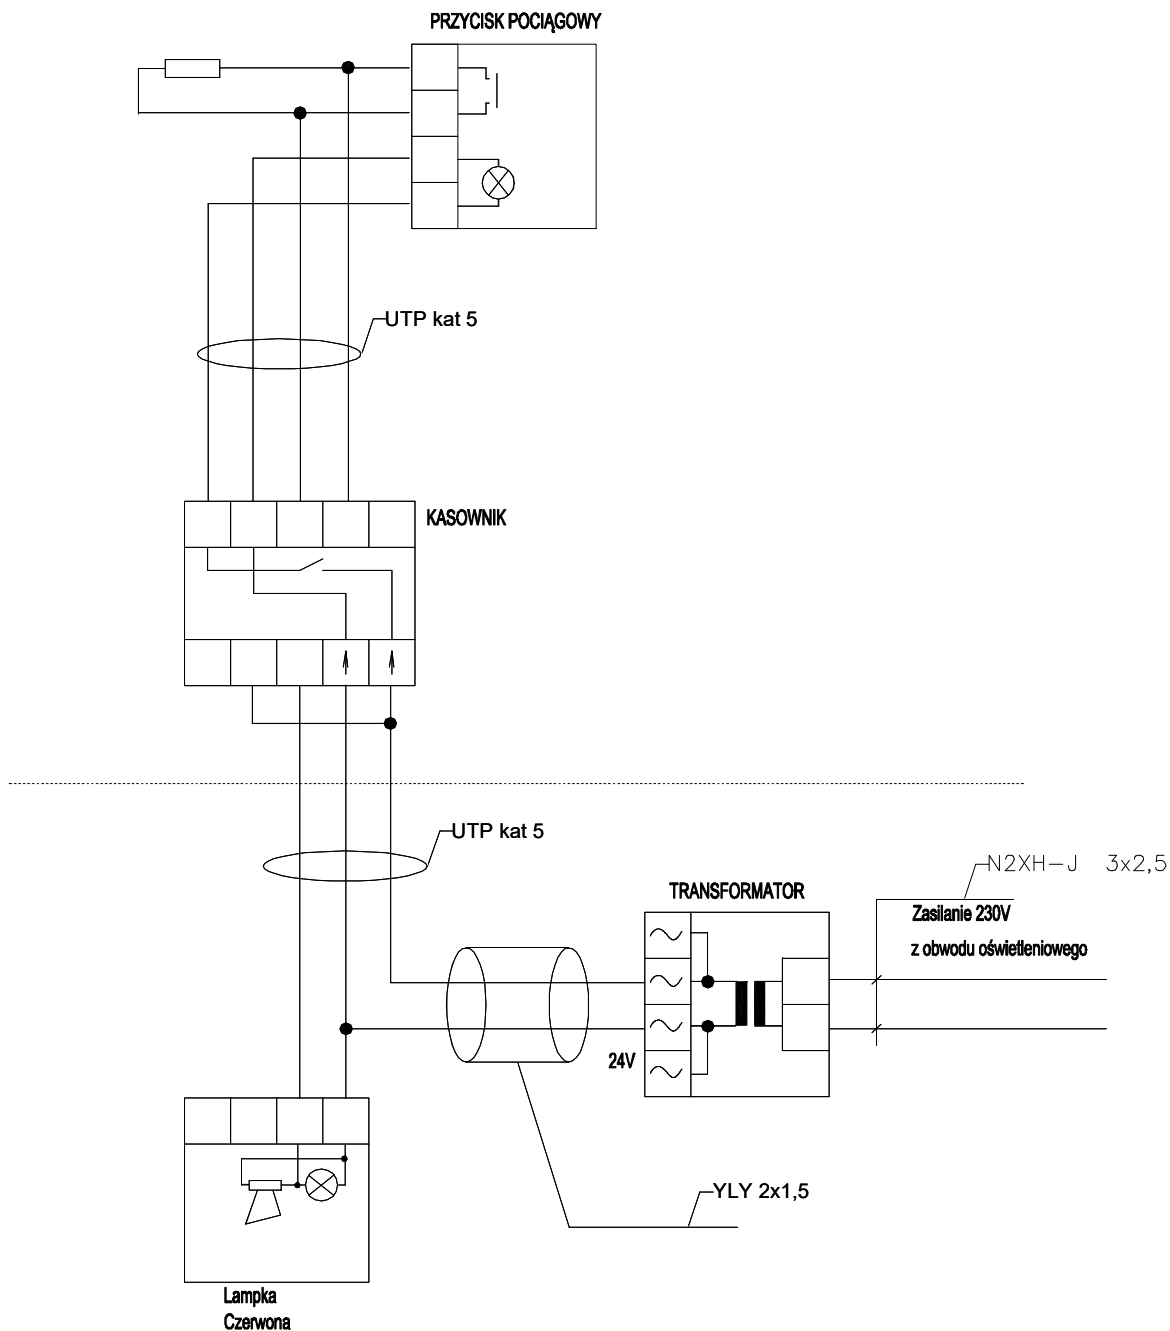 PRZYCISK POCIĄGOWY
UTP kat 5
KASOWNIK
UTP kat 5
N2XH-J 3x2,5
TRANSFORMATOR
Zasilanie 230V
z obwodu oświetleniowego
24V
YLY 2x1,5
Lampka
Czerwona